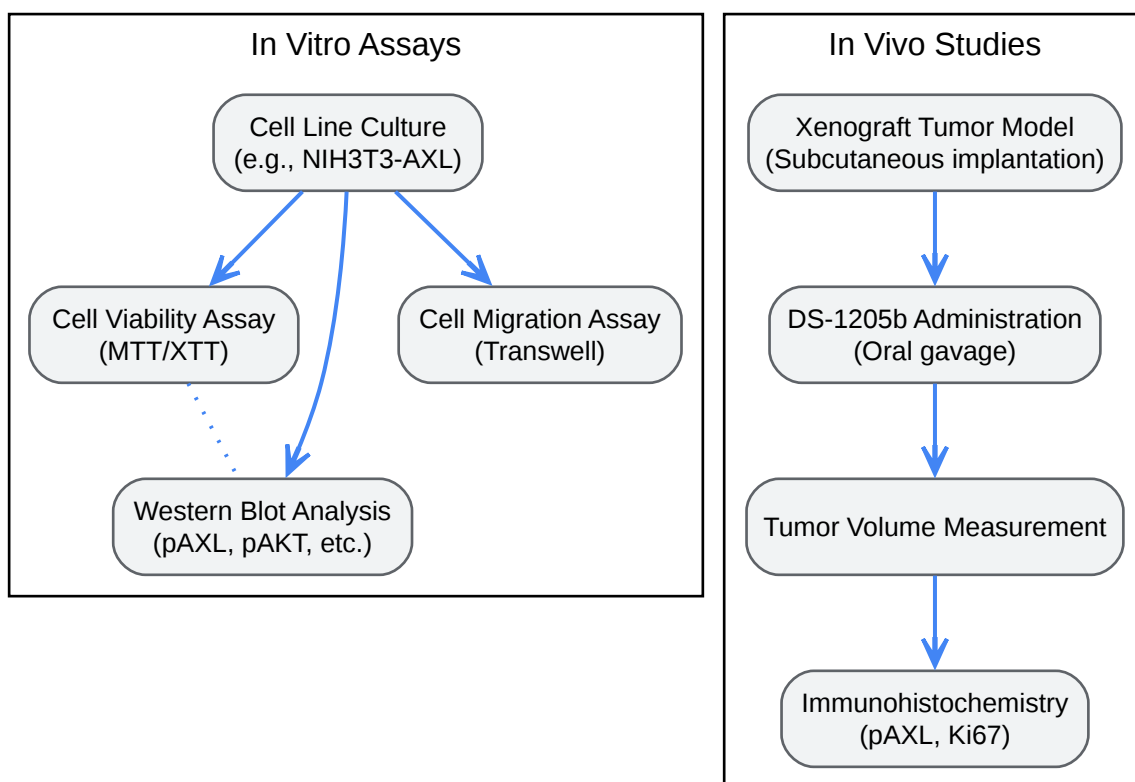 In Vitro Assays
Cell Line Culture
(e.g., NIH3T3-AXL)
Cell Viability Assay
(MTT/XTT)
Cell Migration Assay
(Transwell)
Western Blot Analysis
(pAXL, pAKT, etc.)
In Vivo Studies
Xenograft Tumor Model
(Subcutaneous implantation)
DS-1205b Administration
(Oral gavage)
Tumor Volume Measurement
Immunohistochemistry
(pAXL, Ki67)